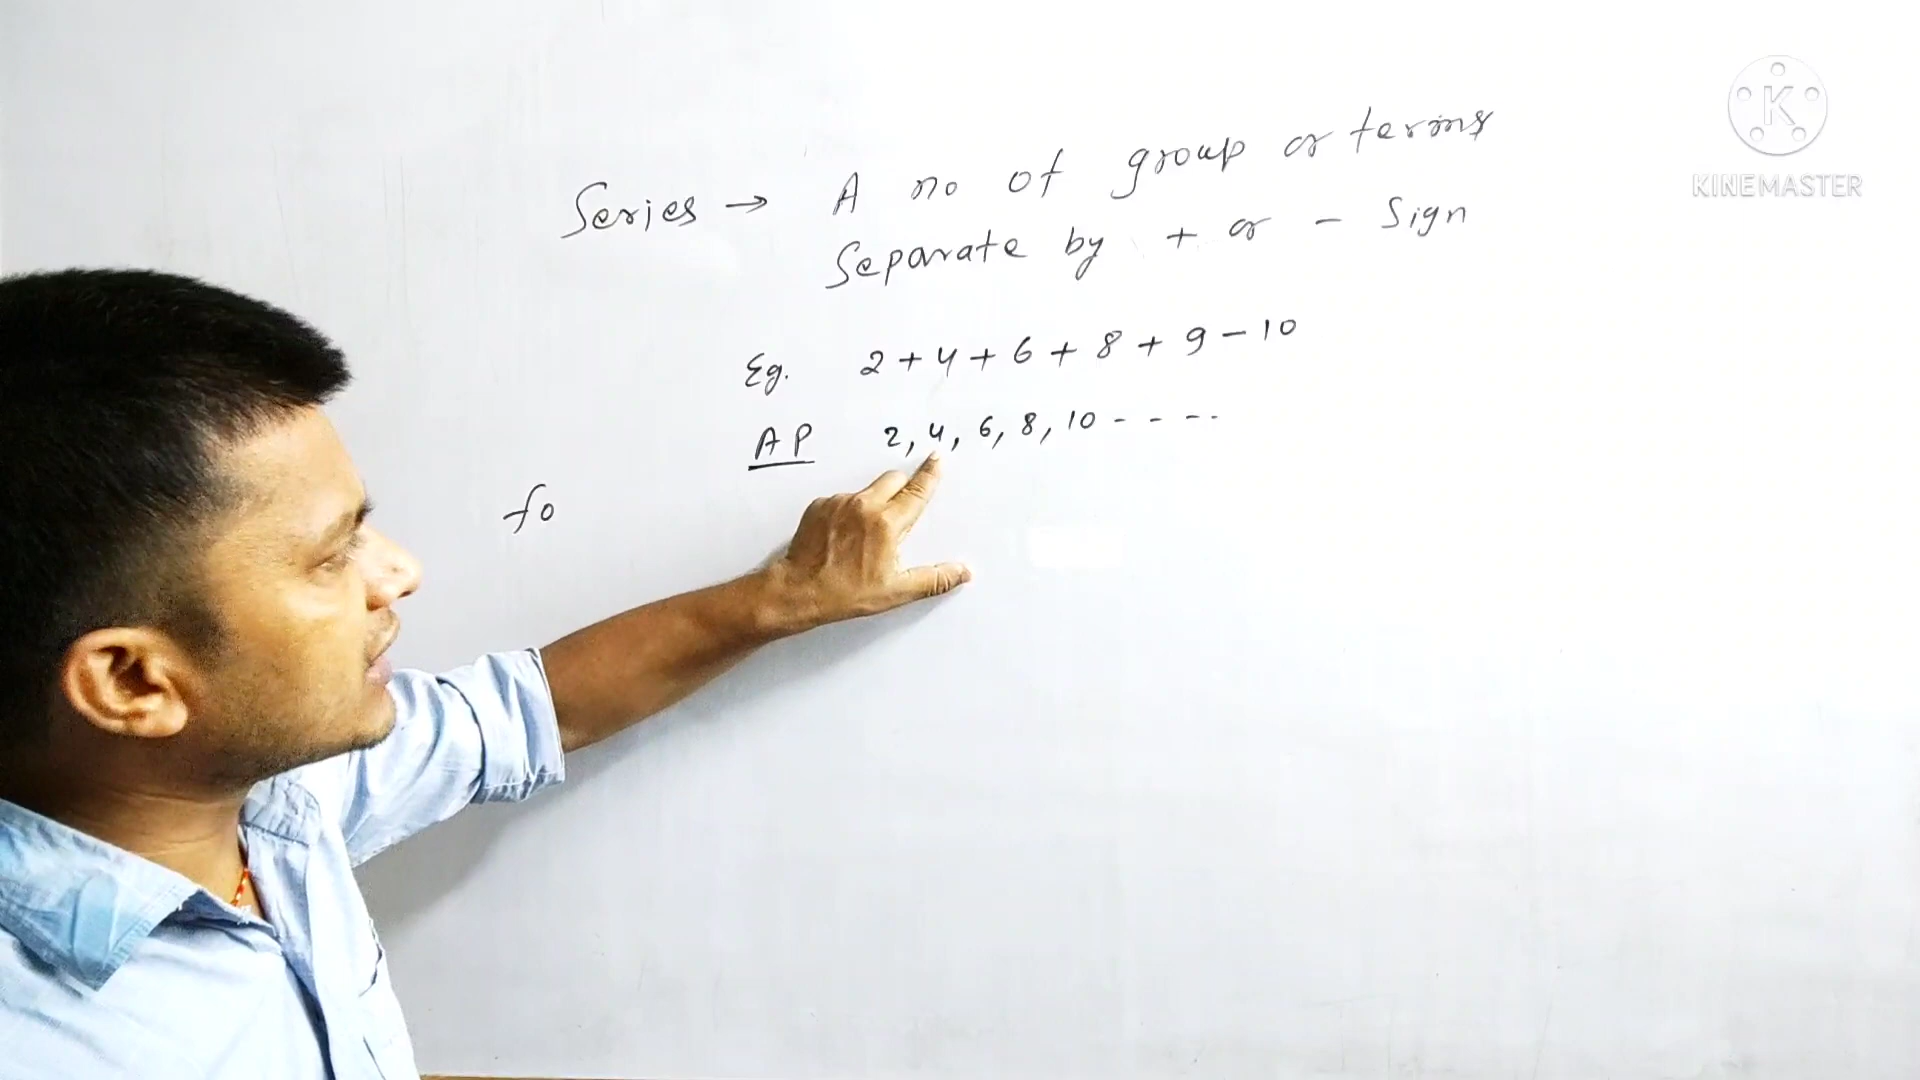 Series → A no of group or terms
Separate by + or - Sign
Eg. 2 + 4 + 6 + 8 + 9 - 10
AP 2, 4, 6, 8, 10 - - - -
fo
K
KINEMASTER